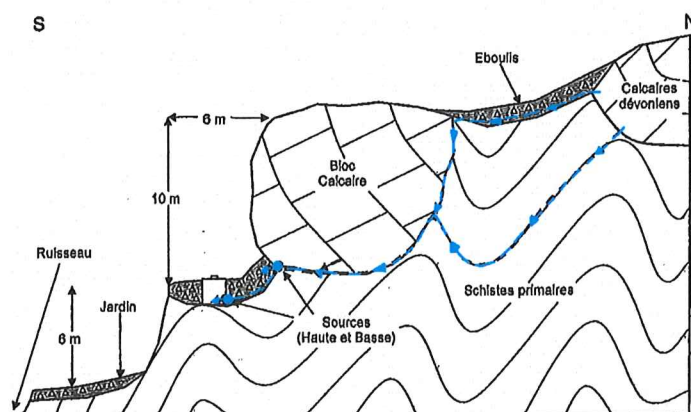 S
N
Eboulis
Calcaires
dévoniens
6 m
Bloc
Calcaire
10 m
Ruisseau
Schistes primaires
Jardin
Sources
(Haute et Basse)
6 m